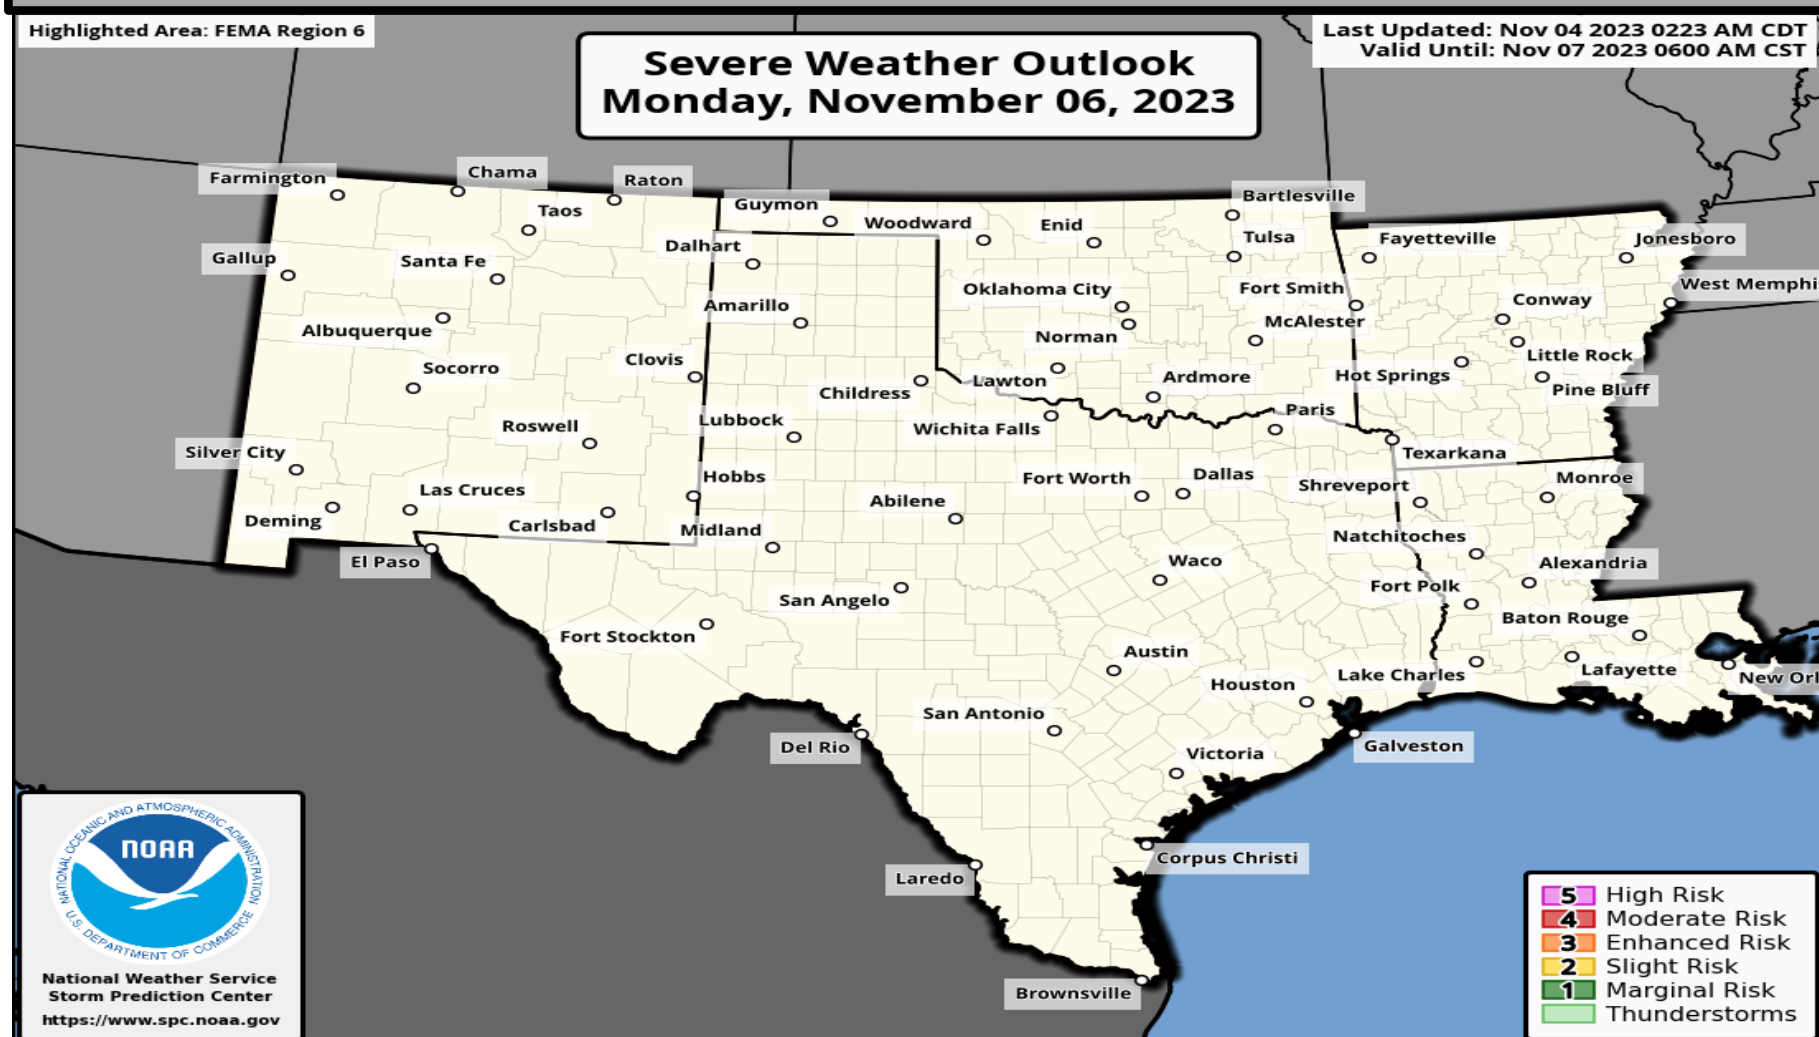 Highlighted Area: FEMA Region 6
Severe Weather Outlook
Monday, November 06, 2023
Last Updated: Nov 04 2023 0223 AM CDT
Valid Until: Nov 07 2023 0600 AM CST
Farmington
Chama
Raton
Taos
Guymon
Woodward
Enid
Bartlesville
Tulsa
Fayetteville
Jonesboro
Gallup
Santa Fe
Dalhart
Oklahoma City
Fort Smith
West Memphi
Albuquerque
Amarillo
Norman
McAlester
Conway
Socorro
Clovis
Childress
Lawton
Ardmore
Hot Springs
Little Rock
Pine Bluff
Roswell
Lubbock
Wichita Falls
Paris
Silver City
Hobbs
Texarkana
Las Cruces
Abilene
Fort Worth
Dallas
Shreveport
Monroe
Deming
Carlsbad
Midland
Natchitoches
El Paso
San Angelo
Waco
Fort Polk
Alexandria
Fort Stockton
Baton Rouge
Austin
Houston
Lake Charles
Lafayette
New Orl
San Antonio
Del Rio
Victoria
Galveston
Laredo
Corpus Christi
Brownsville
NATIONAL OCEANIC AND ATMOSPHERIC ADMINISTRATION
NOAA
U.S. DEPARTMENT OF COMMERCE
National Weather Service
Storm Prediction Center
https://www.spc.noaa.gov
5 High Risk
4 Moderate Risk
3 Enhanced Risk
2 Slight Risk
1 Marginal Risk
Thunderstorms